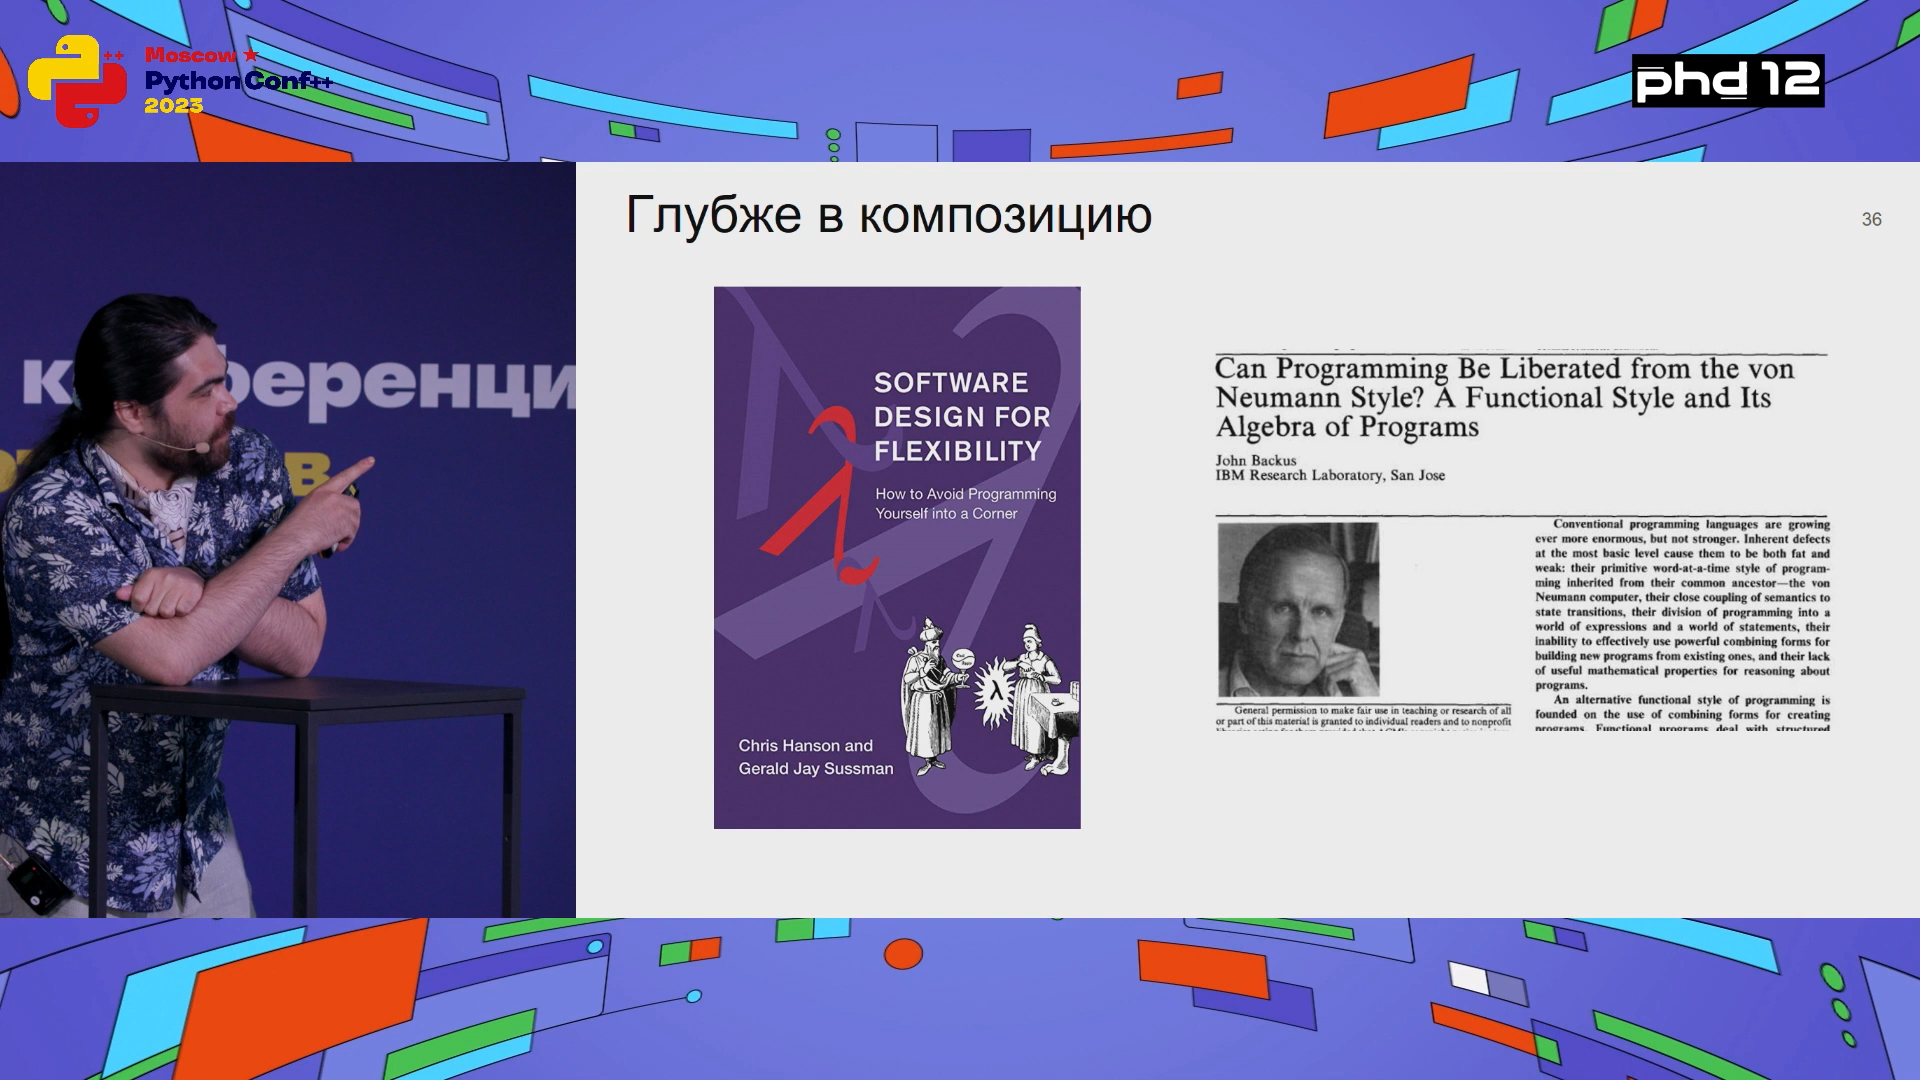 ++
Moscow ★
Python Conf++
2023
phd 12
Глубже в композицию
36
SOFTWARE
DESIGN FOR
FLEXIBILITY
How to Avoid Programming
Yourself into a Corner
λ
Chris Hanson and
Gerald Jay Sussman
Can Programming Be Liberated from the von
Neumann Style? A Functional Style and Its
Algebra of Programs
John Backus
IBM Research Laboratory, San Jose
General permission to make fair use in teaching or research of all
or part of this material is granted to individual readers and to nonprofit
Conventional programming languages are growing
ever more enormous, but not stronger. Inherent defects
at the most basic level cause them to be both fat and
weak: their primitive word-at-a-time style of program-
ming inherited from their common ancestor—the von
Neumann computer, their close coupling of semantics to
state transitions, their division of programming into a
world of expressions and a world of statements, their
inability to effectively use powerful combining forms for
building new programs from existing ones, and their lack
of useful mathematical properties for reasoning about
programs.
An alternative functional style of programming is
founded on the use of combining forms for creating
programs. Functional programs deal with structured